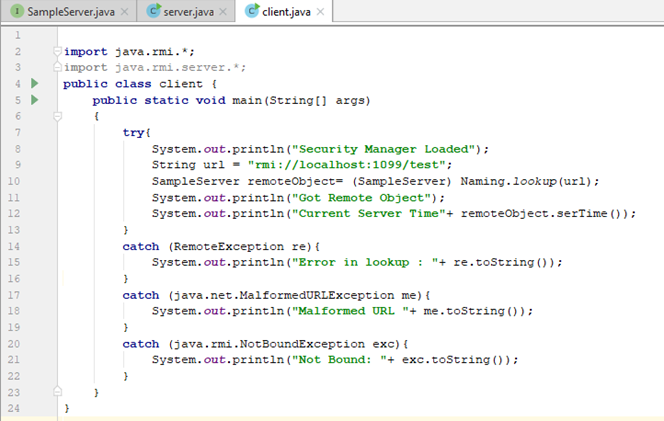 SampleServer.java server.java client.java
1
2 import java.rmi.*;
3 import java.rmi.server.*;
4 public class client {
5     public static void main(String[] args)
6     {
7         try{
8             System.out.println("Security Manager Loaded");
9             String url = "rmi://localhost:1099/test";
10             SampleServer remoteObject= (SampleServer) Naming.lookup(url);
11             System.out.println("Got Remote Object");
12             System.out.println("Current Server Time"+ remoteObject.serTime());
13         }
14         catch (RemoteException re){
15             System.out.println("Error in lookup : "+ re.toString());
16         }
17         catch (java.net.MalformedURLException me){
18             System.out.println("Malformed URL "+ me.toString());
19         }
20         catch (java.rmi.NotBoundException exc){
21             System.out.println("Not Bound: "+ exc.toString());
22         }
23     }
24 }